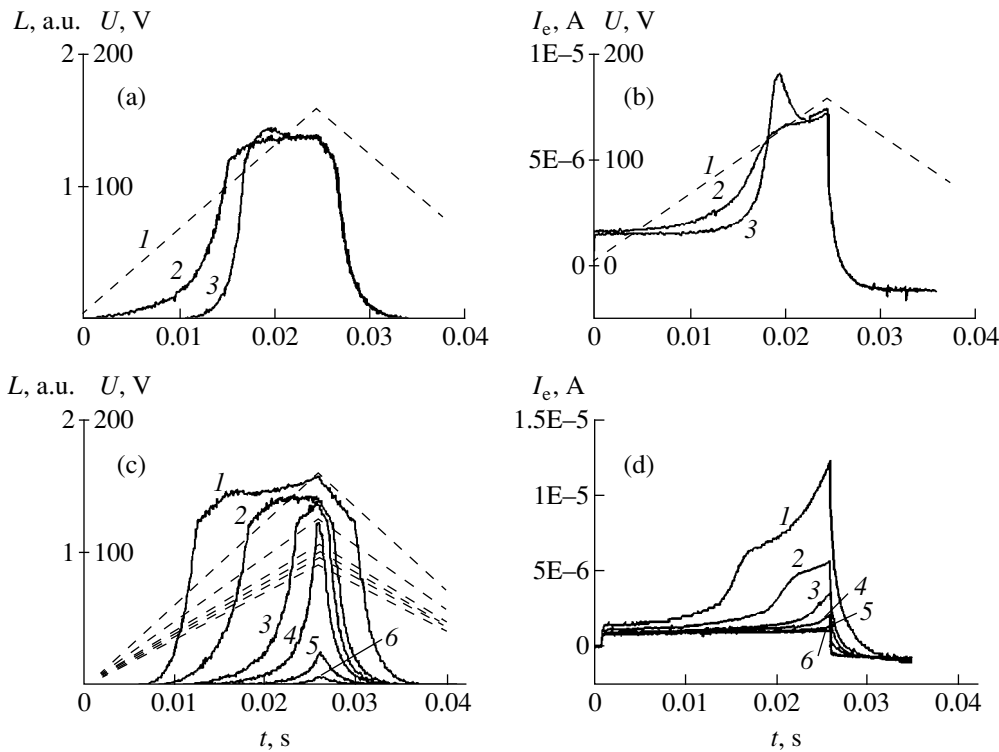 L, a.u. U, V
2 200
(a)
1 100
1
2
3
0 0.01 0.02 0.03 0.04
I_e, A U, V
1E–5 200
(b)
5E–6 100
1
2
3
0 0
0 0.01 0.02 0.03 0.04
L, a.u. U, V
2 200
(c)
1
2
1 100
3
4
5
6
0 0.01 0.02 0.03 0.04
t, s
I_e, A
1.5E–5
(d)
1E–5
1
5E–6
2
3
4
5
0
6
0 0.01 0.02 0.03 0.04
t, s